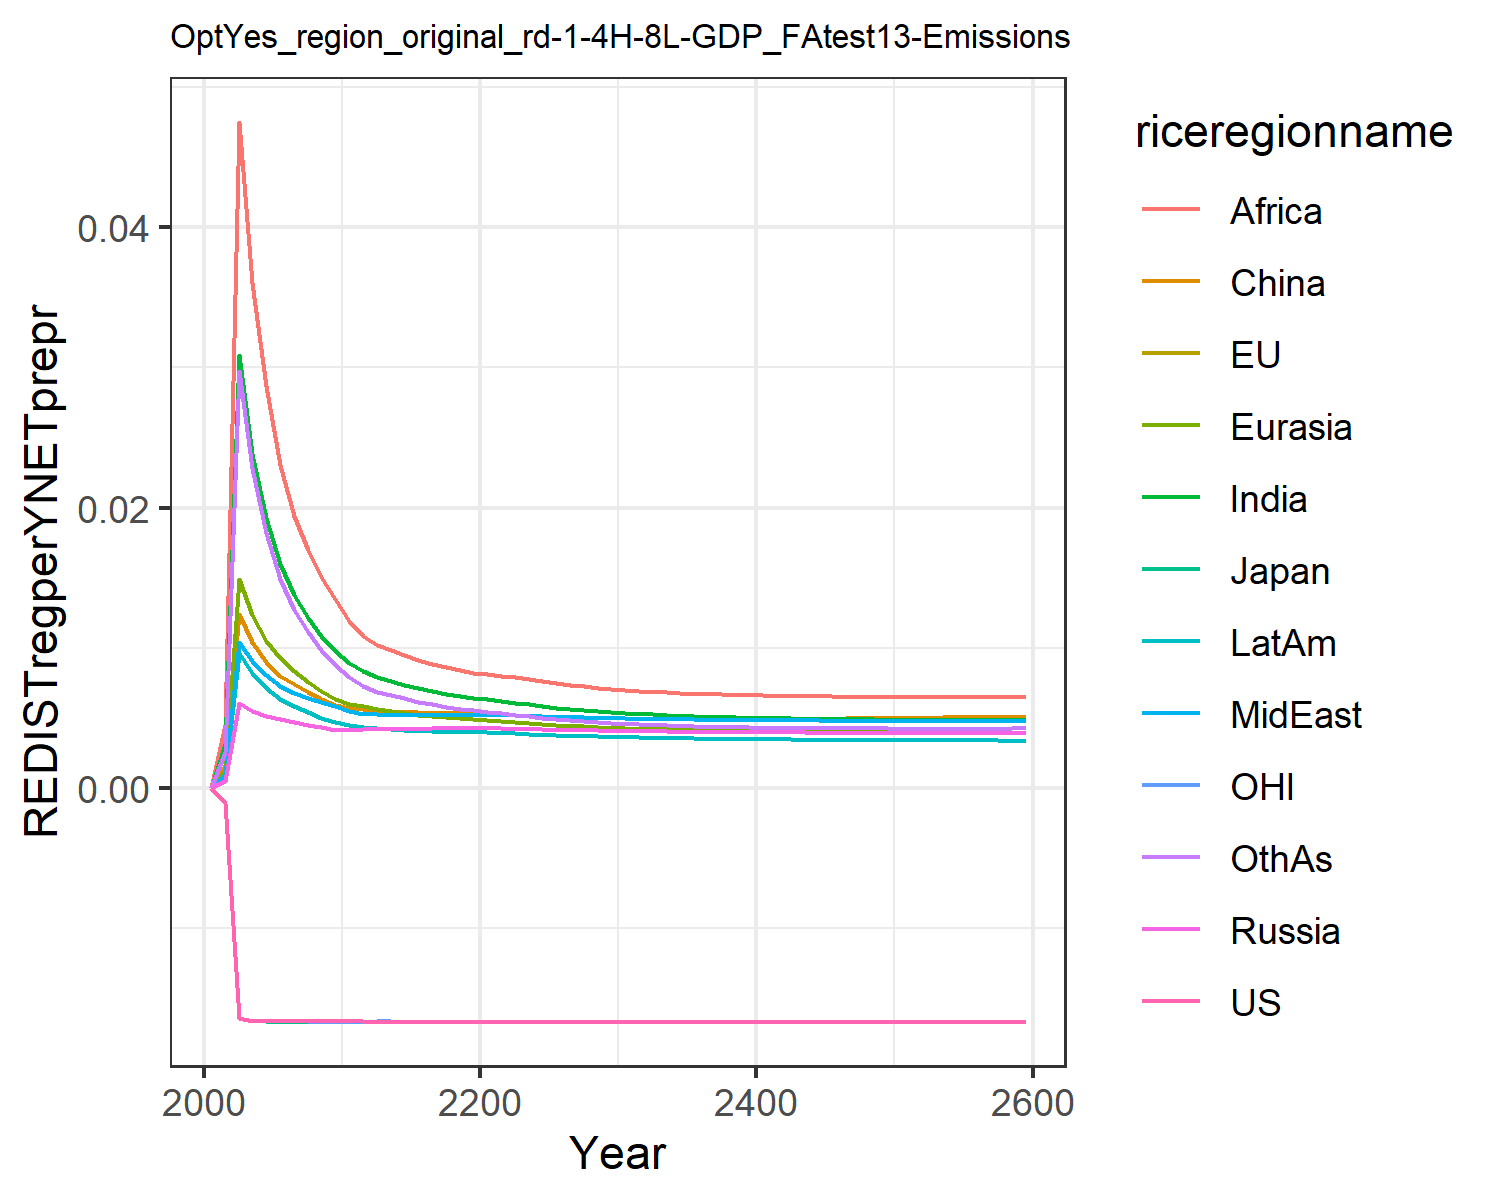 OptYes_region_original_rd-1-4H-8L-GDP_FAtest13-Emissions
REDISTregperYNETprepr
0.04
0.02
0.00
2000 2200 2400 2600
Year
riceregionname
Africa
China
EU
Eurasia
India
Japan
LatAm
MidEast
OHI
OthAs
Russia
US